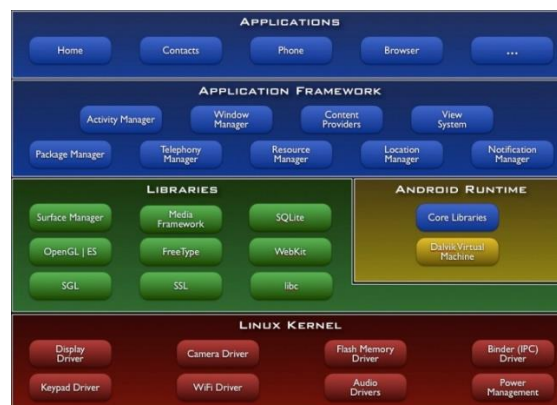 APPLICATIONS
Home
Contacts
Phone
Browser
...
APPLICATION FRAMEWORK
Activity Manager
Window
Manager
Content
Providers
View
System
Package Manager
Telephony
Manager
Resource
Manager
Location
Manager
Notification
Manager
LIBRARIES
Surface Manager
Media
Framework
SQLite
OpenGL | ES
FreeType
WebKit
SGL
SSL
libc
ANDROID RUNTIME
Core Libraries
Dalvik Virtual
Machine
LINUX KERNEL
Display
Driver
Camera Driver
Flash Memory
Driver
Binder (IPC)
Driver
Keypad Driver
WiFi Driver
Audio
Drivers
Power
Management